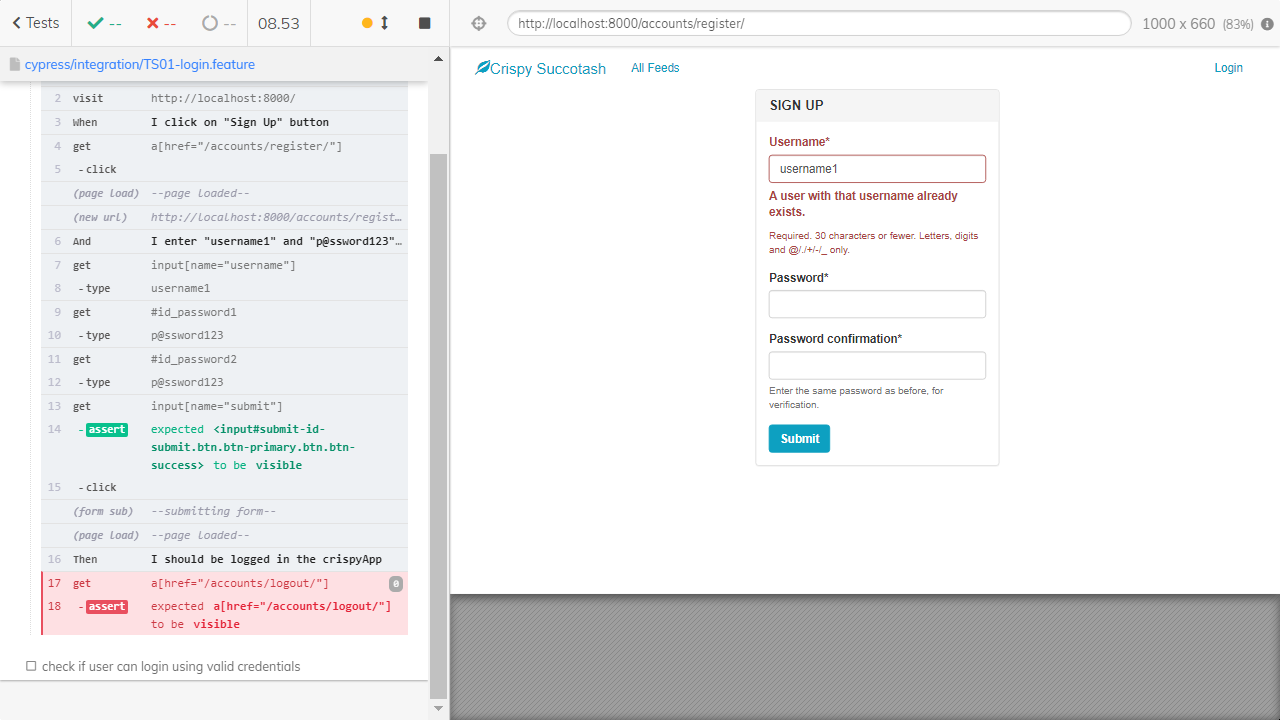 Tests
--
--
--
08.53
cypress/integration/TS01-login.feature
2 visit http://localhost:8000/
3 When I click on "Sign Up" button
4 get a[href="/accounts/register/"]
5 -click
(page load) --page loaded--
(new url) http://localhost:8000/accounts/regist…
6 And I enter "username1" and "p@ssword123"…
7 get input[name="username"]
8 -type username1
9 get #id_password1
10 -type p@ssword123
11 get #id_password2
12 -type p@ssword123
13 get input[name="submit"]
14 -assert expected <input#submit-id-
submit.btn.btn-primary.btn.btn-
success> to be visible
15 -click
(form sub) --submitting form--
(page load) --page loaded--
16 Then I should be logged in the crispyApp
17 get a[href="/accounts/logout/"] 0
18 -assert expected a[href="/accounts/logout/"]
to be visible
check if user can login using valid credentials
http://localhost:8000/accounts/register/
1000 x 660 (83%)
Crispy Succotash All Feeds Login
SIGN UP
Username*
username1
A user with that username already
exists.
Required. 30 characters or fewer. Letters, digits
and @/./+/-/_ only.
Password*
Password confirmation*
Enter the same password as before, for
verification.
Submit